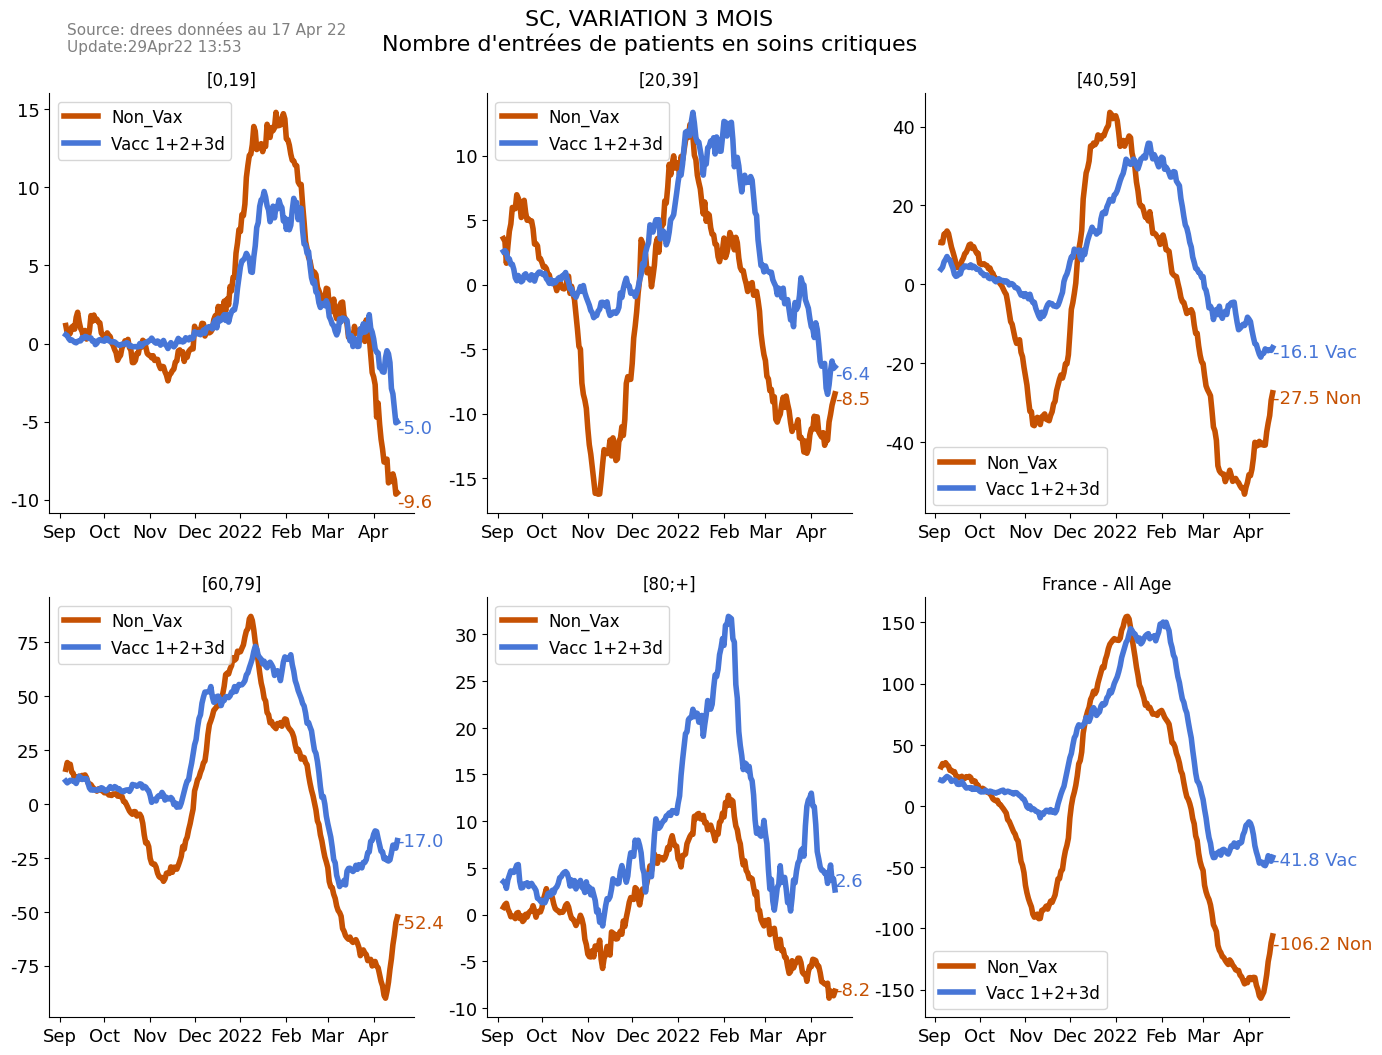 SC, VARIATION 3 MOIS
Nombre d'entrées de patients en soins critiques
Source: drees données au 17 Apr 22
Update:29Apr22 13:53
[0,19]
Non_Vax
Vacc 1+2+3d
15
10
5
0
-5
-10
-5.0
-9.6
Sep Oct Nov Dec 2022 Feb Mar Apr
[20,39]
Non_Vax
Vacc 1+2+3d
10
5
0
-5
-10
-15
-6.4
-8.5
Sep Oct Nov Dec 2022 Feb Mar Apr
[40,59]
40
20
0
-20
-40
-16.1 Vac
-27.5 Non
Non_Vax
Vacc 1+2+3d
Sep Oct Nov Dec 2022 Feb Mar Apr
[60,79]
Non_Vax
Vacc 1+2+3d
75
50
25
0
-25
-50
-75
-17.0
-52.4
Sep Oct Nov Dec 2022 Feb Mar Apr
[80;+]
Non_Vax
Vacc 1+2+3d
30
25
20
15
10
5
0
-5
-10
2.6
-8.2
Sep Oct Nov Dec 2022 Feb Mar Apr
France - All Age
150
100
50
0
-50
-100
-150
-41.8 Vac
-106.2 Non
Non_Vax
Vacc 1+2+3d
Sep Oct Nov Dec 2022 Feb Mar Apr